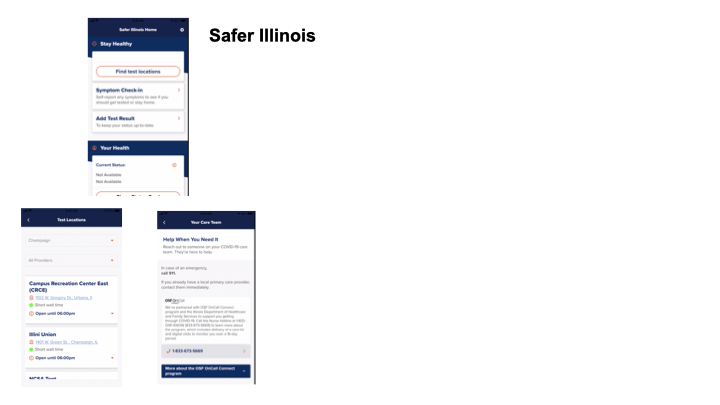 Safer Illinois
Safer Illinois Home
Stay Healthy
Find test locations
Symptom Check-in
Self-report any symptoms to see if you
should get tested or stay home.
Add Test Result
To keep your status up-to-date.
Your Health
Current Status:
Not Available
Not Available
Test Locations
Champaign
All Providers
Campus Recreation Center East
(CRCE)
1102 W. Gregory Dr., Urbana, IL
Short wait time
Open until 06:00pm
Illini Union
1401 W. Green St., Champaign, IL
Short wait time
Open until 06:00pm
Your Care Team
Help When You Need It
Reach out to someone on your COVID-19 care
team. They're here to help.
In case of an emergency,
call 911.
If you already have a local primary care provider,
contact them immediately.
OSF OnCall
We've partnered with OSF OnCall Connect
program and the Illinois Department of Healthcare
and Family Services to support you getting
through COVID-19. Call the Nurse Hotline at
to learn more about
the program, which includes delivery of a care kit
and digital visits to monitor you over a 16-day
period.
1-833-673-5669
More about the OSF OnCall Connect
program